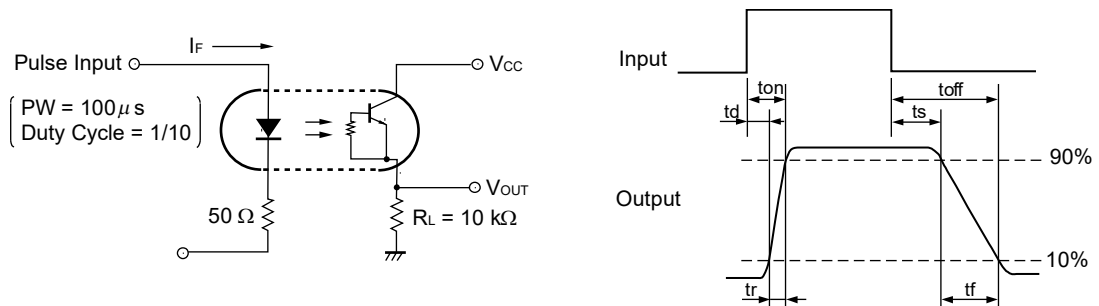 IF
Pulse Input
VCC
PW = 100μs
Duty Cycle = 1/10
VOUT
50 Ω
RL = 10 kΩ
Input
ton
toff
td
ts
90%
Output
10%
tr
tf